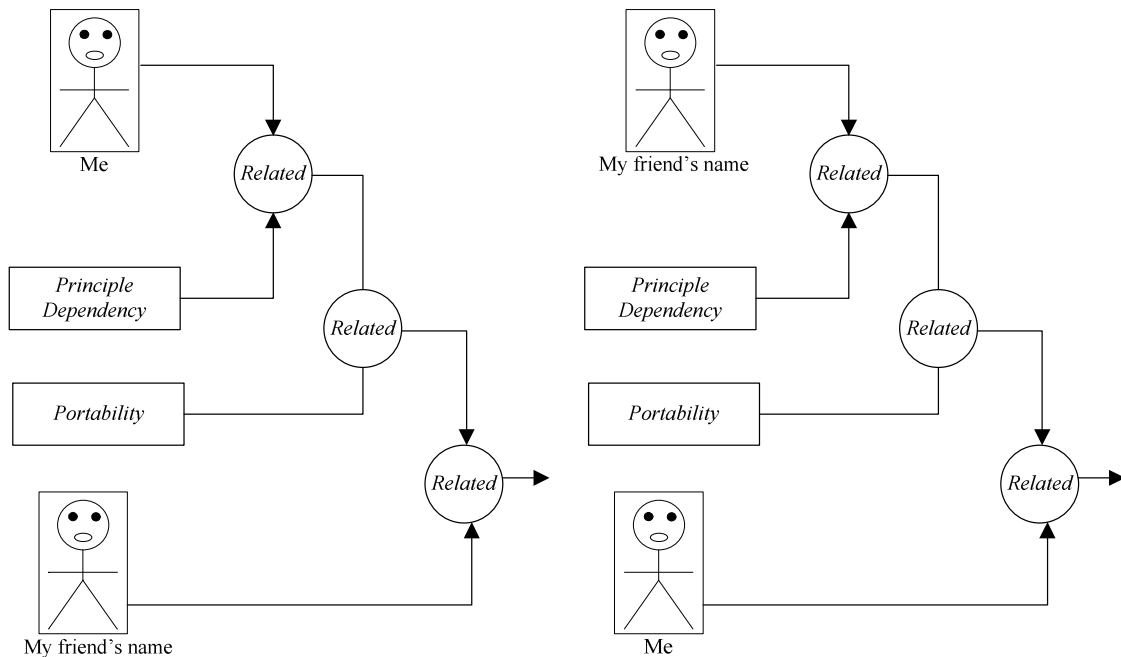 Me
Related
Principle
Dependency
Related
Portability
Related
My friend's name
My friend's name
Related
Principle
Dependency
Related
Portability
Related
Me